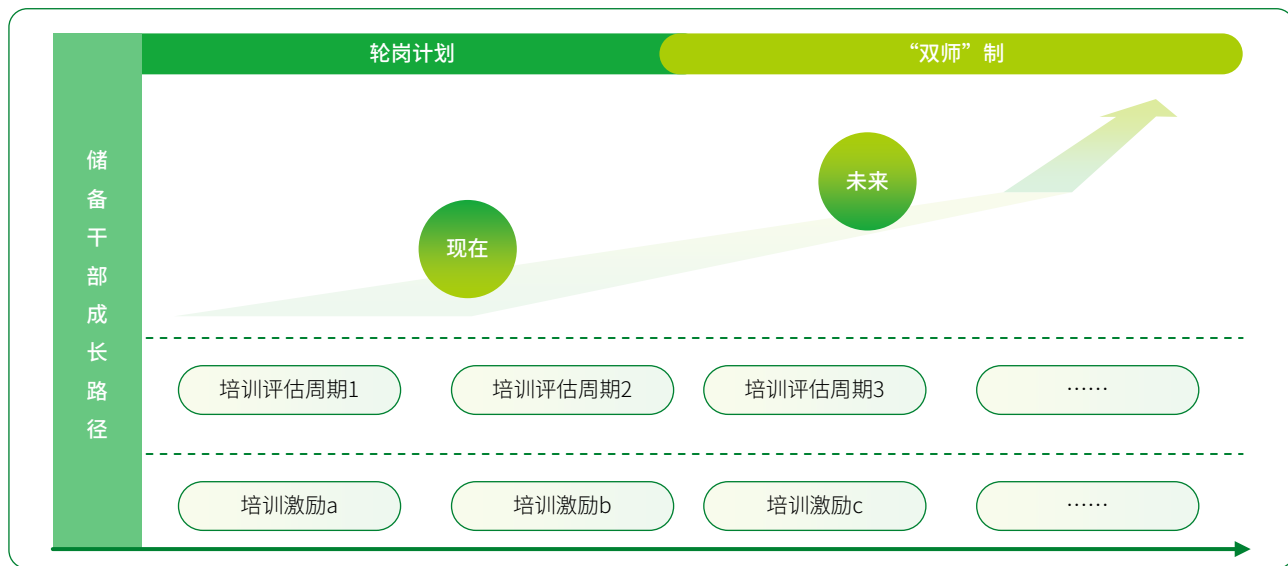 轮岗计划
“双师”制
储备干部成长路径
未来
现在
培训评估周期1
培训评估周期2
培训评估周期3
……
培训激励a
培训激励b
培训激励c
……